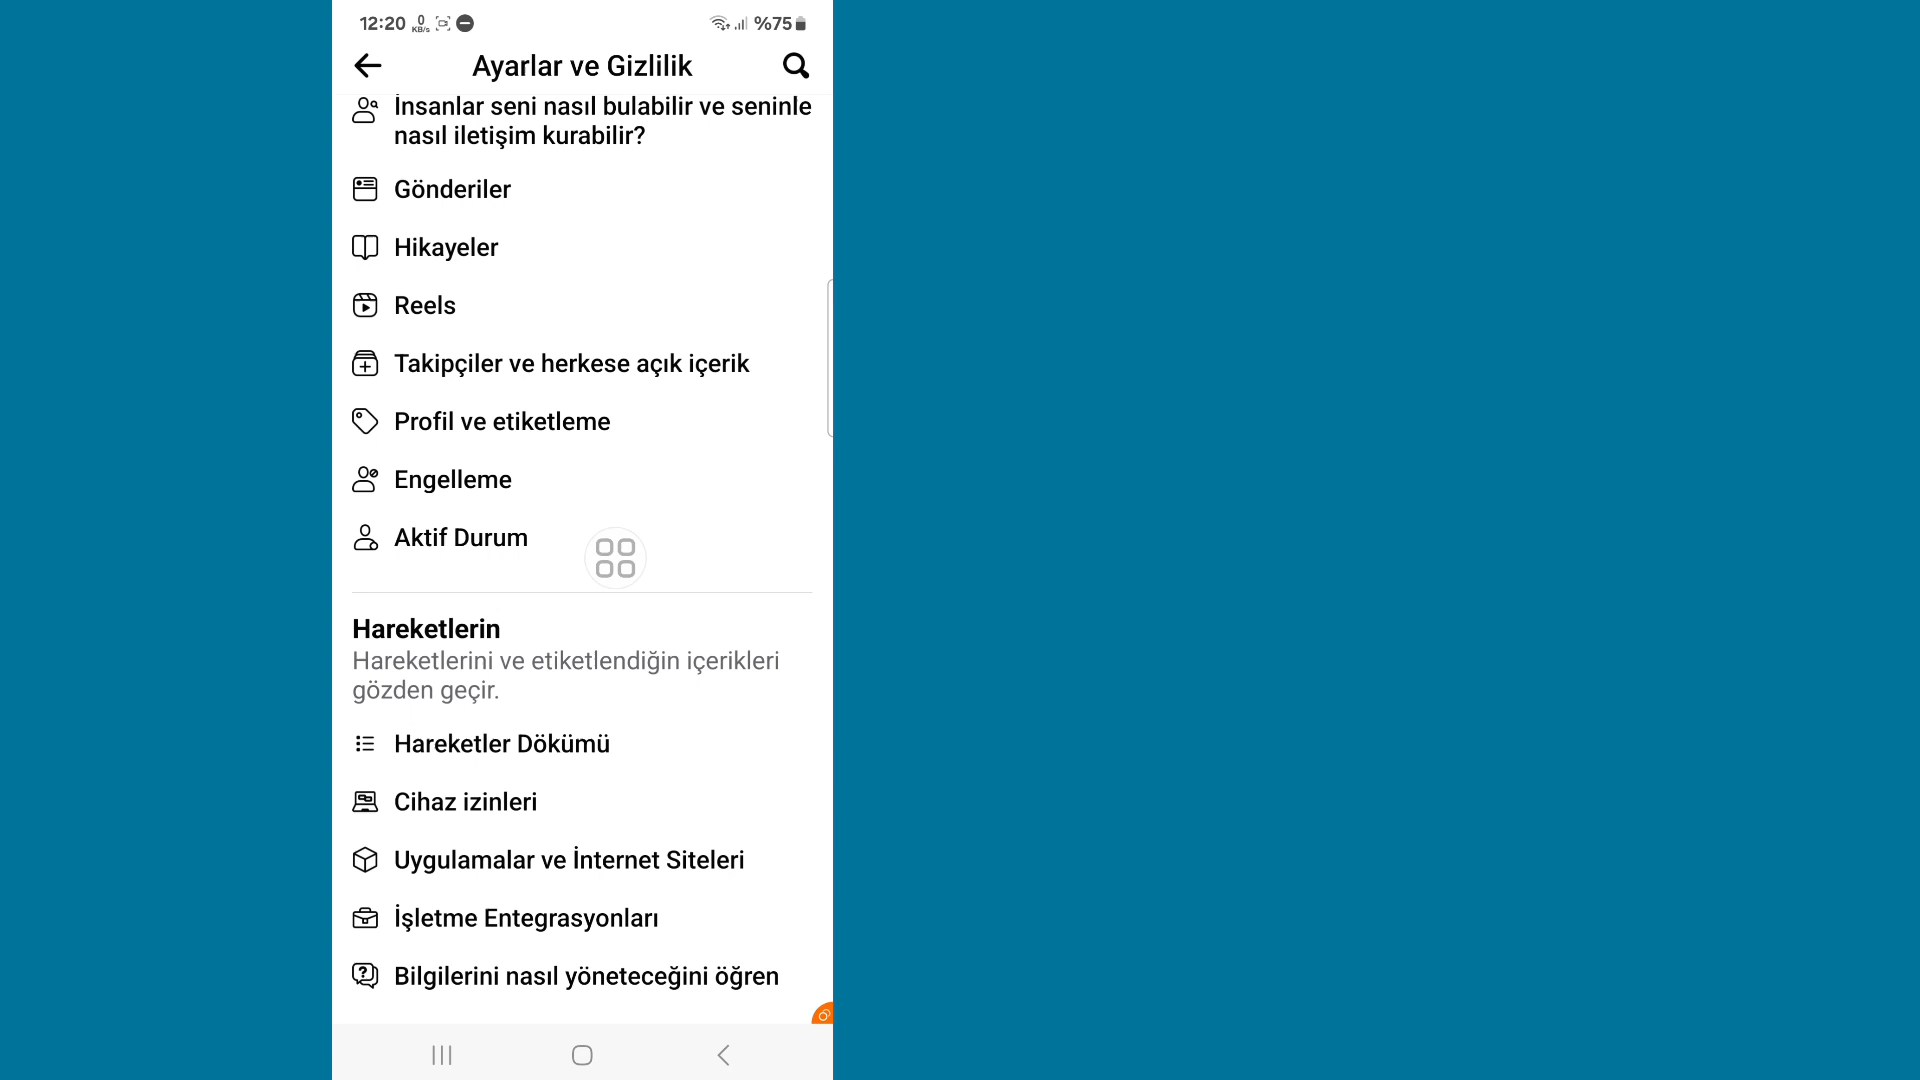 12:20 0 KB/s %75
Ayarlar ve Gizlilik
İnsanlar seni nasıl bulabilir ve seninle
nasıl iletişim kurabilir?
Gönderiler
Hikayeler
Reels
Takipçiler ve herkese açık içerik
Profil ve etiketleme
Engelleme
Aktif Durum
Hareketlerin
Hareketlerini ve etiketlendiğin içerikleri
gözden geçir.
Hareketler Dökümü
Cihaz izinleri
Uygulamalar ve İnternet Siteleri
İşletme Entegrasyonları
Bilgilerini nasıl yöneteceğini öğren